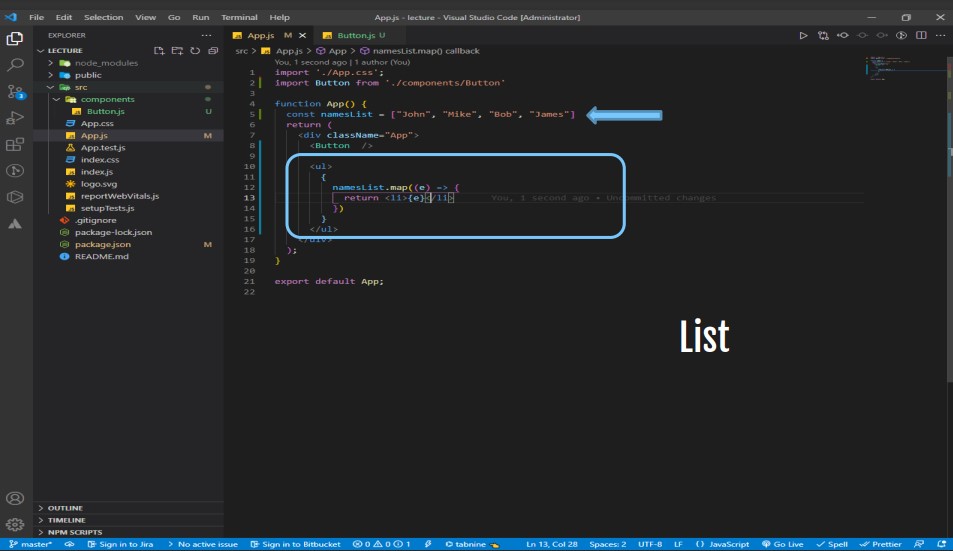 File Edit Selection View Go Run Terminal Help App.js - lecture - Visual Studio Code [Administrator]
EXPLORER
LECTURE
node_modules
public
src
components
Button.js U
App.css
App.js M
App.test.js
index.css
index.js
logo.svg
reportWebVitals.js
setupTests.js
.gitignore
package-lock.json
package.json M
README.md
OUTLINE
TIMELINE
NPM SCRIPTS
App.js M Button.js U
src > App.js > App > namesList.map() callback
You, 1 second ago | 1 author (You)
1 import './App.css';
2 import Button from './components/Button'
3
4 function App() {
5 const namesList = ["John", "Mike", "Bob", "James"]
6 return (
7 <div className="App">
8 <Button />
9
10 <ul>
11 {
12 namesList.map((e) => {
13 return <li>{e}</li> You, 1 second ago • Uncommitted changes
14 })
15 }
16 </ul>
17 </div>
18 );
19 }
20
21 export default App;
22
List
master* Sign in to Jira No active issue Sign in to Bitbucket 0 0 1 tabnine Ln 13, Col 28 Spaces: 2 UTF-8 LF {} JavaScript Go Live Spell Prettier